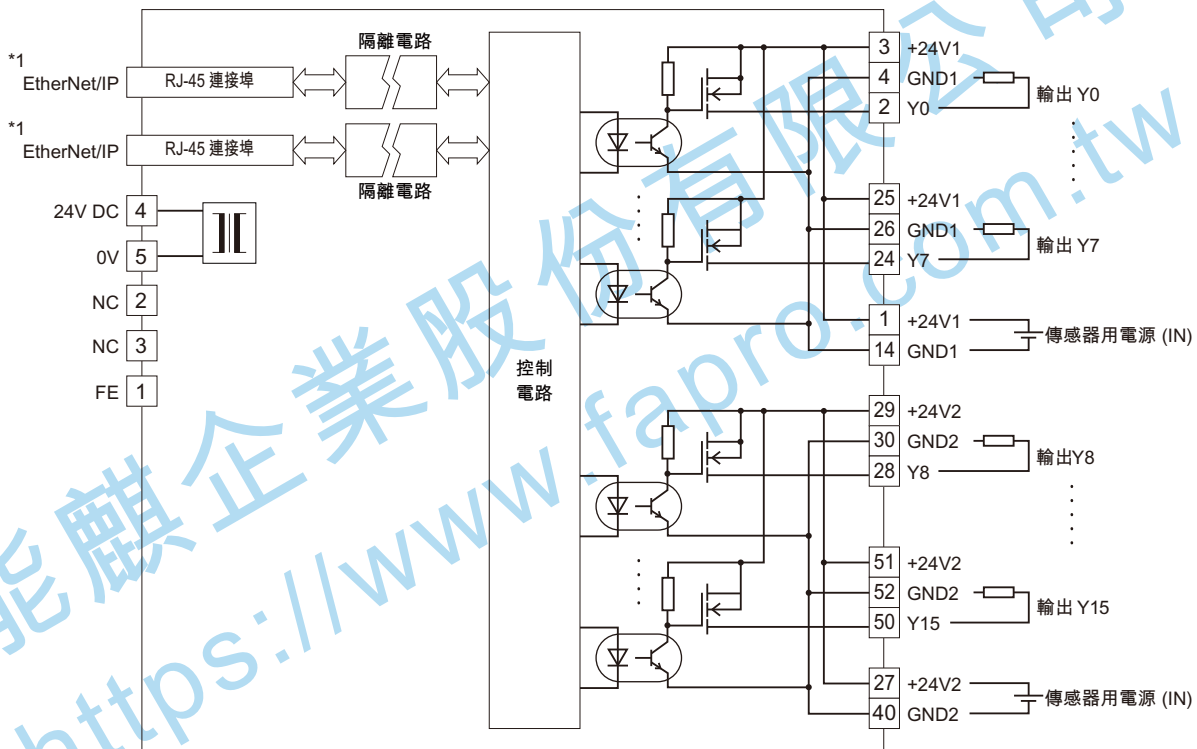 *1
EtherNet/IP
RJ-45 連接埠
隔離電路
*1
EtherNet/IP
RJ-45 連接埠
隔離電路
24V DC 4
0V 5
NC 2
NC 3
FE 1
控制
電路
3 +24V1
4 GND1
2 Y0
輸出 Y0
25 +24V1
26 GND1
24 Y7
輸出 Y7
1 +24V1
14 GND1
傳感器用電源 (IN)
29 +24V2
30 GND2
28 Y8
輸出Y8
51 +24V2
52 GND2
50 Y15
輸出 Y15
27 +24V2
40 GND2
傳感器用電源 (IN)
能麒企業股份有限公司
https://www.fapro.com.tw